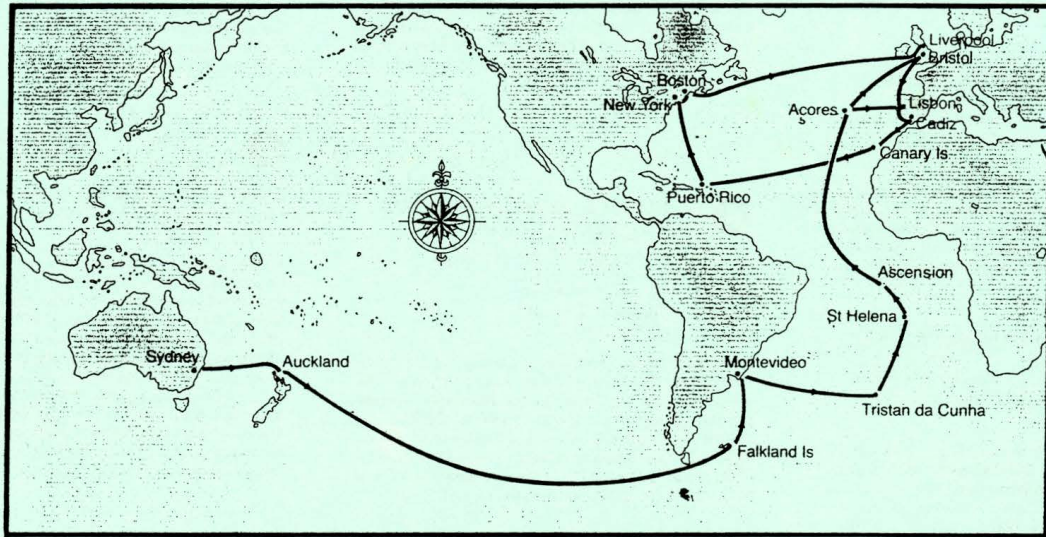 Liverpool
Bristol
Boston
New York
Açores
Lisbon
Cadiz
Canary Is
Puerto Rico
Ascension
St Helena
Sydney
Auckland
Montevideo
Tristan da Cunha
Falkland Is